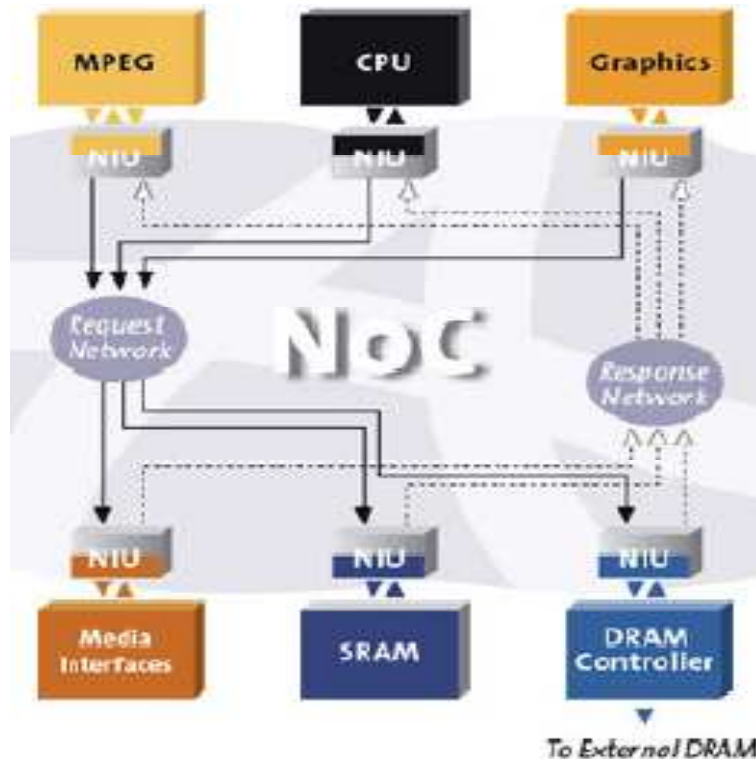 MPEG
CPU
Graphics
NIU
NIU
NIU
Request
Network
NoC
Response
Network
NIU
NIU
NIU
Media
Interfaces
SRAM
DRAM
Controller
To External DRAM